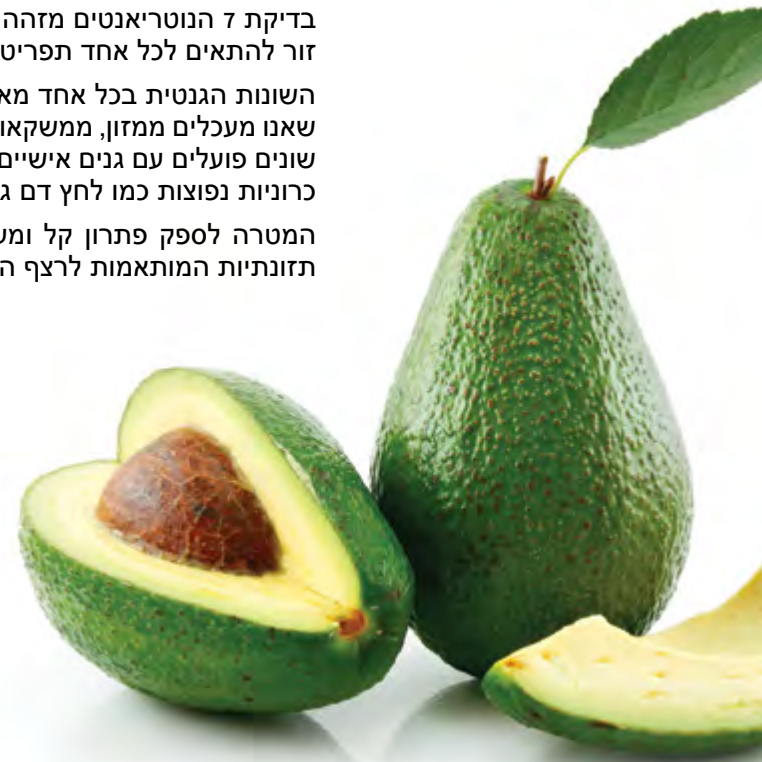 בדיקת 7 הנוטריאנטים מזהה
זור להתאים לכל אחד תפריט
השונות הגנטית בכל אחד מא
שאנו מעכלים ממזון, ממשקאו
שונים פועלים עם גנים אישיים
כרוניות נפוצות כמו לחץ דם ג
המטרה לספק פתרון קל ומע
תזונתיות המותאמות לרצף ה